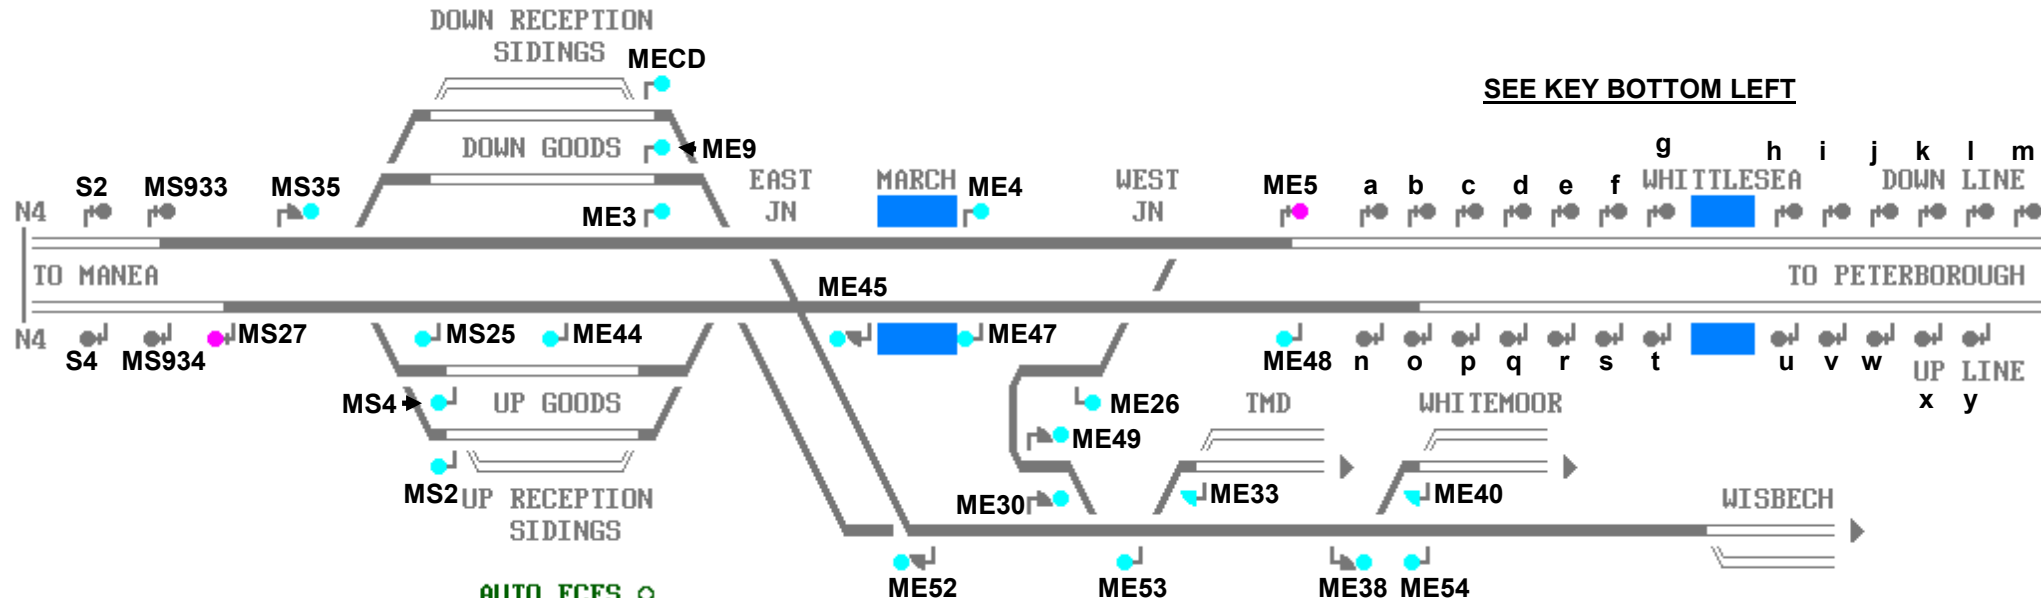 DOWN RECEPTION
SIDINGS
MECD
SEE KEY BOTTOM LEFT
DOWN GOODS
ME9
g
h i j k l m
S2 MS933 MS35
EAST
JN
MARCH
ME4
WEST
JN
ME5
a b c d e f
WHITTLESEA
DOWN LINE
N4
ME3
TO MANEA
ME45
TO PETERBOROUGH
N4
S4 MS934 MS27
MS25 ME44
ME47
ME48
n o p q r s t
u v w
UP LINE
x y
MS4
UP GOODS
ME26
TMD
WHITEMOOR
ME49
MS2
UP RECEPTION
SIDINGS
ME30
ME33
ME40
WISBECH
ME52
ME53
ME38 ME54